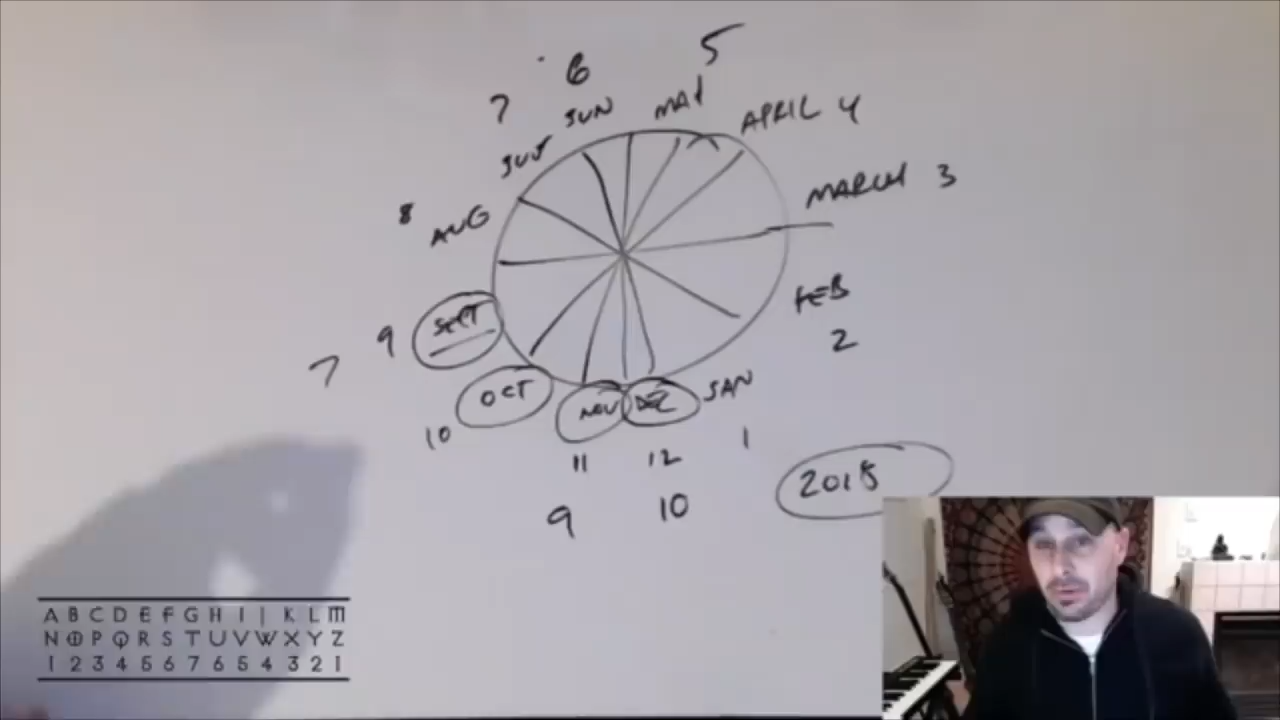 5
6
7
MAY
JUN
APRIL 4
JUL
MARCH 3
8
AUG
FEB
2
9
SEPT
7
OCT
NOV
DEC
JAN
10
11
12
1
2015
9
10
A B C D E F G H I J K L M
N O P Q R S T U V W X Y Z
1 2 3 4 5 6 7 6 5 4 3 2 1